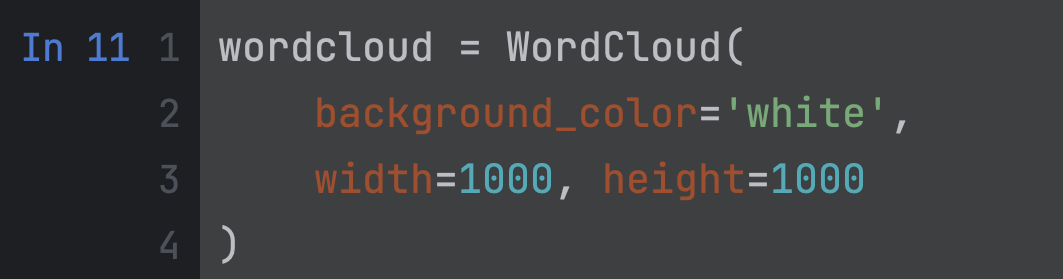 In 11 1 wordcloud = WordCloud(
2     background_color='white',
3     width=1000, height=1000
4 )